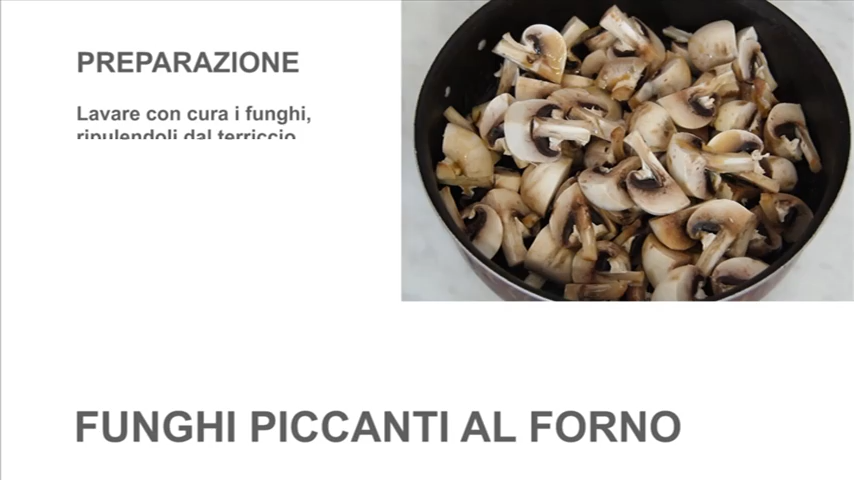 PREPARAZIONE
Lavare con cura i funghi,
ripulendoli dal terriccio
FUNGHI PICCANTI AL FORNO